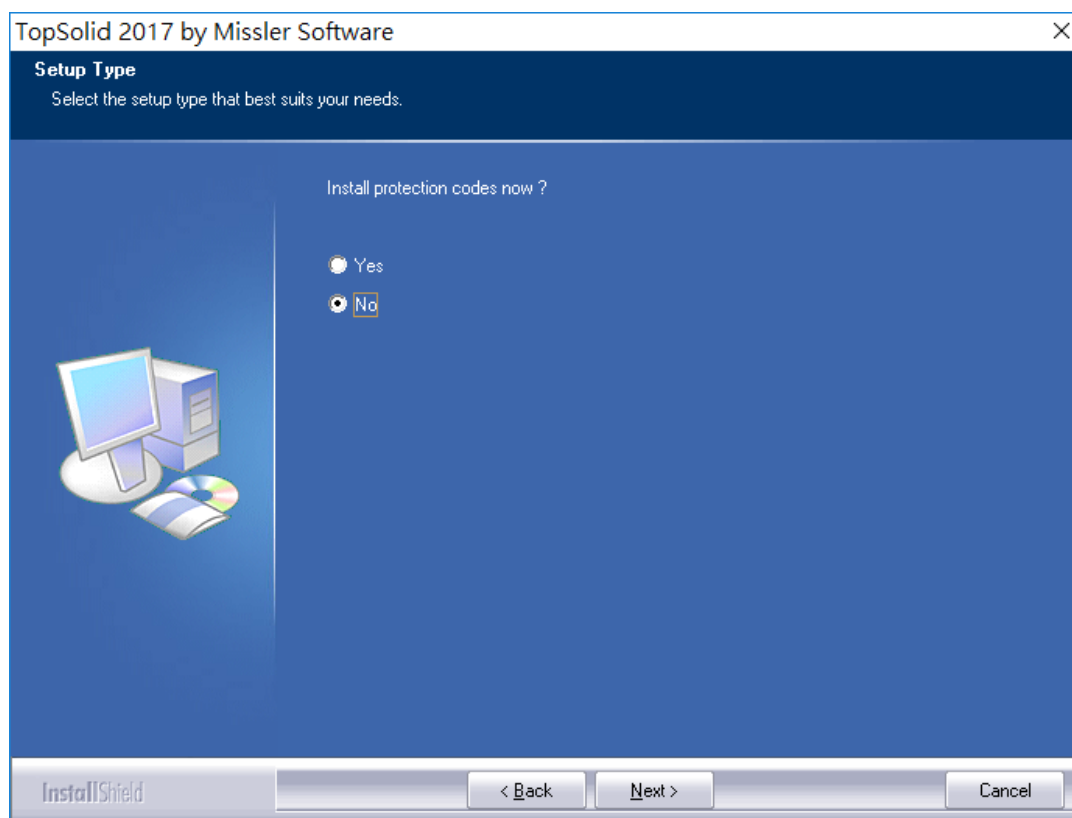 TopSolid 2017 by Missler Software
Setup Type
Select the setup type that best suits your needs.
Install protection codes now ?
Yes
No
InstallShield
< Back
Next >
Cancel